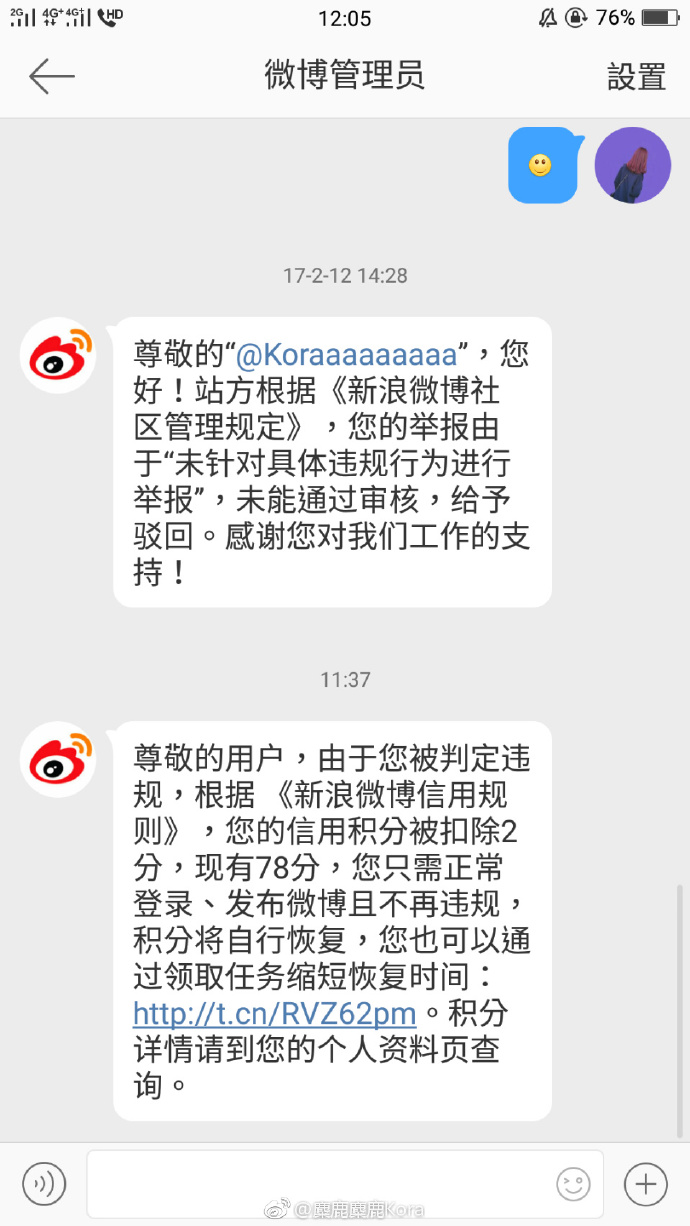 2G 4G+ 4G+ HD 12:05 76%
微博管理员 設置
17-2-12 14:28
尊敬的“@Koraaaaaaaaaa”，您
好！站方根据《新浪微博社
区管理规定》，您的举报由
于“未针对具体违规行为进行
举报”，未能通过审核，给予
驳回。感谢您对我们工作的支
持！
11:37
尊敬的用户，由于您被判定违
规，根据 《新浪微博信用规
则》，您的信用积分被扣除2
分，现有78分，您只需正常
登录、发布微博且不再违规，
积分将自行恢复，您也可以通
过领取任务缩短恢复时间：
http://t.cn/RVZ62pm。积分
详情请到您的个人资料页查
询。
@麋鹿麋鹿Kora